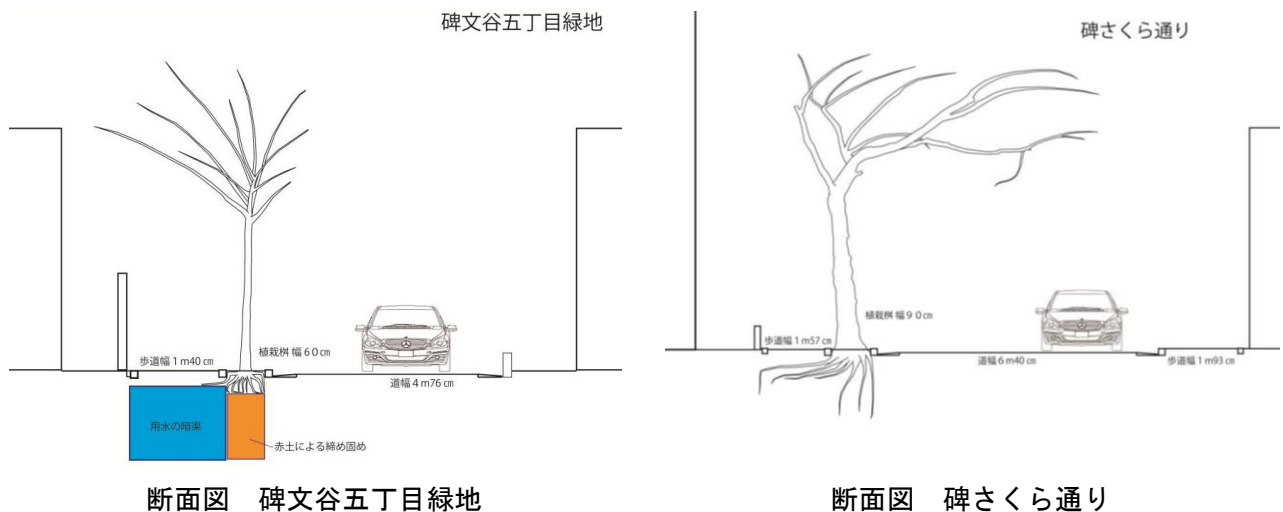 碑文谷五丁目緑地
歩道幅 1 m40 ㎝
植栽桝 幅 6 0 ㎝
道幅 4 m76 ㎝
用水の暗渠
赤土による締め固め
断面図 碑文谷五丁目緑地
碑さくら通り
植栽桝 幅 9 0 ㎝
歩道幅 1 m57 ㎝
道幅 6 m40 ㎝
歩道幅 1 m93 ㎝
断面図 碑さくら通り